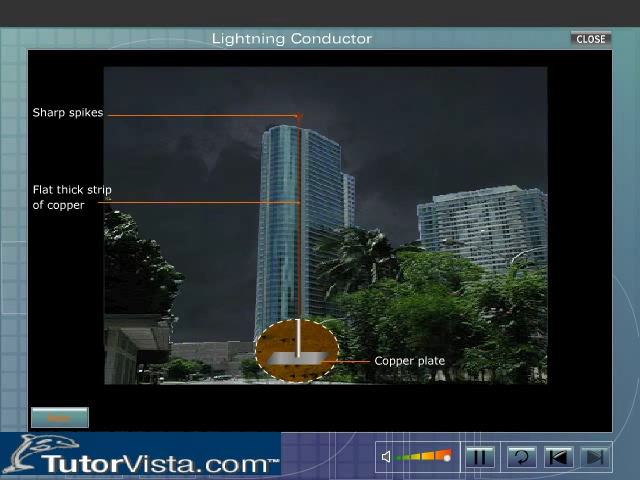 Lightning Conductor
CLOSE
Sharp spikes
Flat thick strip
of copper
Copper plate
TutorVista.com™